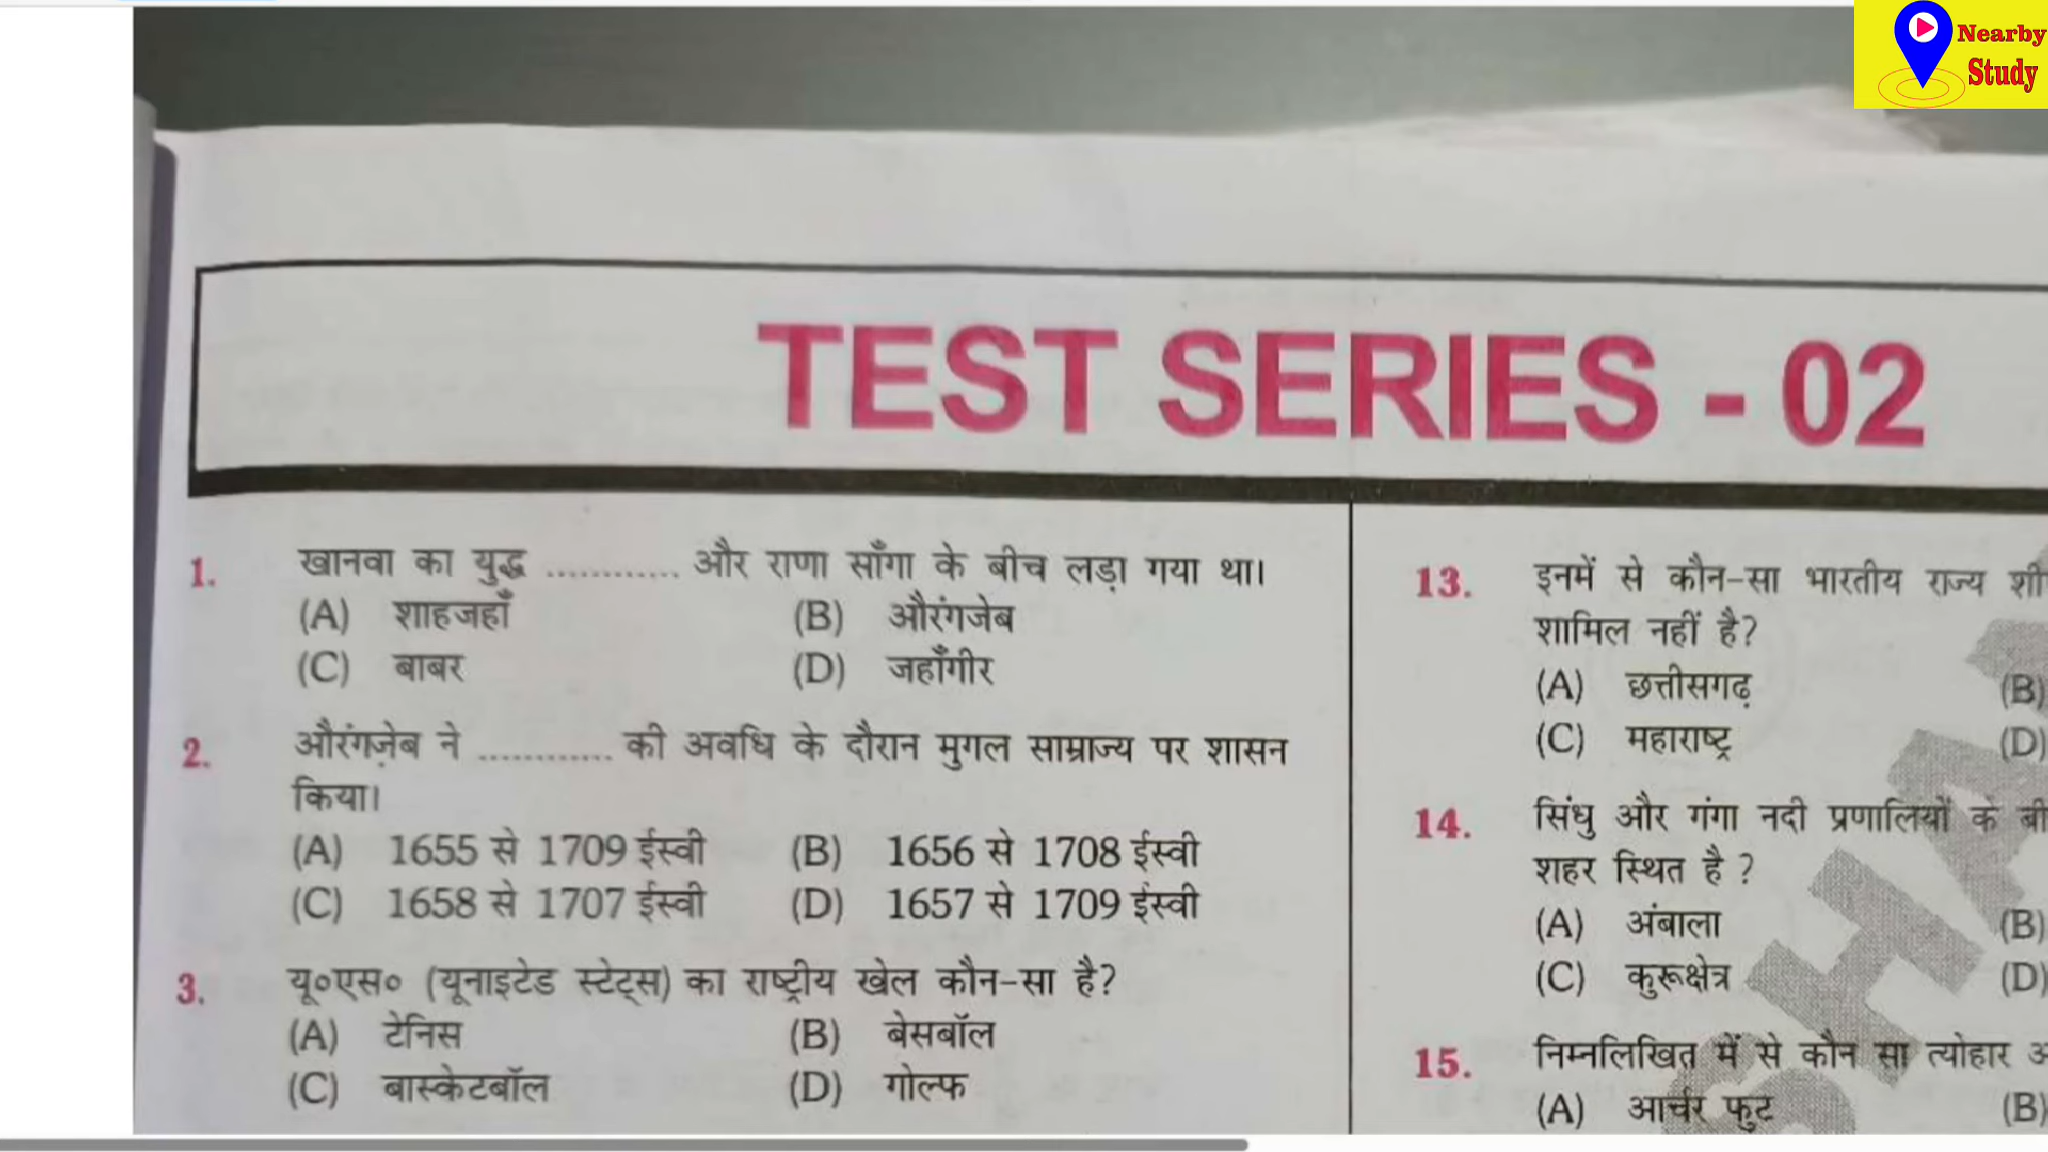 Nearby
Study
TEST SERIES - 02
1. खानवा का युद्ध ............ और राणा साँगा के बीच लड़ा गया था।
(A) शाहजहाँ (B) औरंगजेब
(C) बाबर (D) जहाँगीर
2. औरंगज़ेब ने ............ की अवधि के दौरान मुगल साम्राज्य पर शासन
किया।
(A) 1655 से 1709 ईस्वी (B) 1656 से 1708 ईस्वी
(C) 1658 से 1707 ईस्वी (D) 1657 से 1709 ईस्वी
3. यू०एस० (यूनाइटेड स्टेट्स) का राष्ट्रीय खेल कौन-सा है?
(A) टेनिस (B) बेसबॉल
(C) बास्केटबॉल (D) गोल्फ
13. इनमें से कौन-सा भारतीय राज्य
शामिल नहीं है?
(A) छत्तीसगढ़ (B)
(C) महाराष्ट्र (D)
14. सिंधु और गंगा नदी प्रणालियों के
शहर स्थित है ?
(A) अंबाला (B)
(C) कुरूक्षेत्र (D)
15. निम्नलिखित में से कौन सा त्योहार
(A) आर्चर फुट (B)